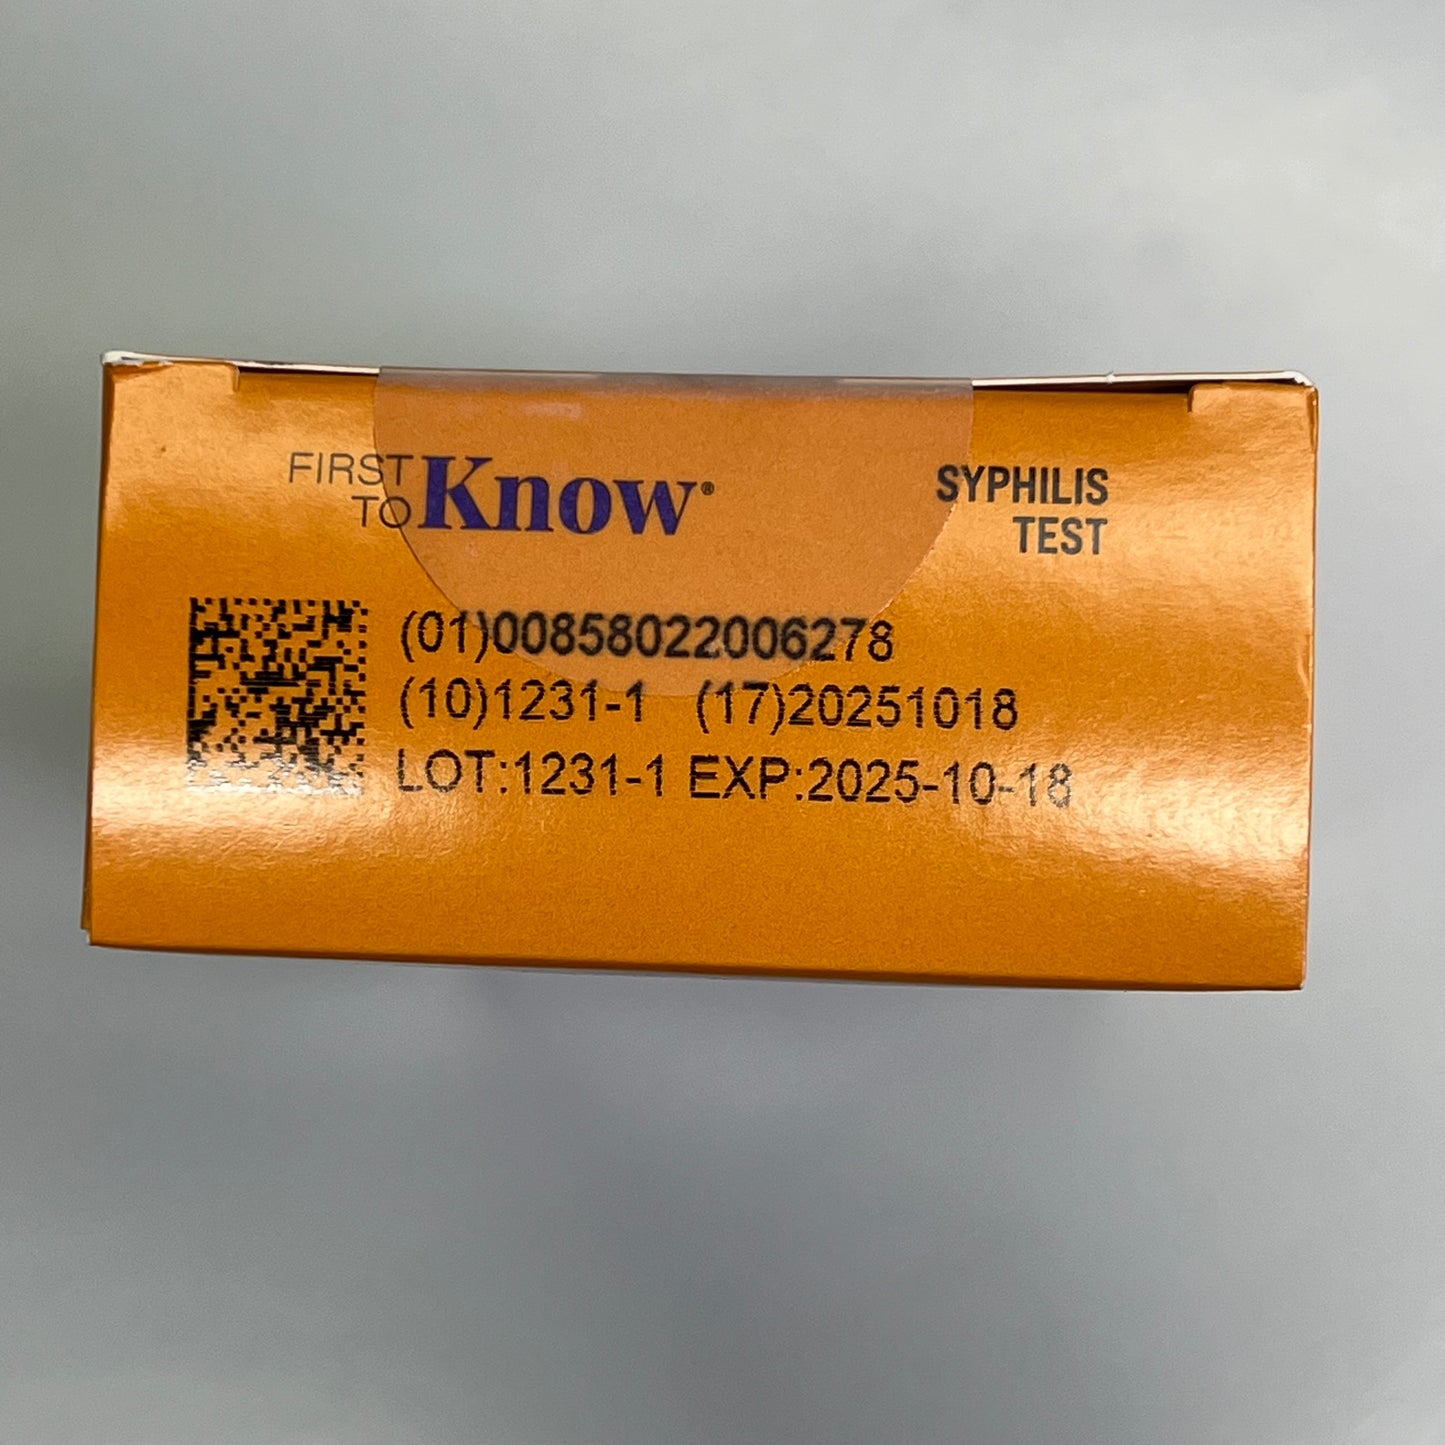 FIRST
TO Know®
SYPHILIS
TEST
(01)00858022006278
(10)1231-1 (17)20251018
LOT:1231-1 EXP:2025-10-18